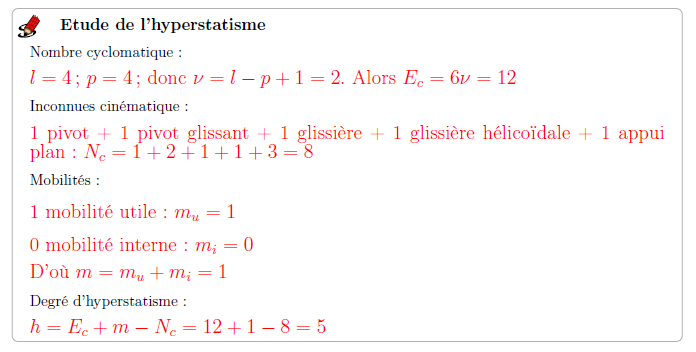 Etude de l'hyperstatisme
Nombre cyclomatique :
l = 4 ; p = 4 ; donc ν = l − p + 1 = 2. Alors E_c = 6ν = 12
Inconnues cinématique :
1 pivot + 1 pivot glissant + 1 glissière + 1 glissière hélicoïdale + 1 appui
plan : N_c = 1 + 2 + 1 + 1 + 3 = 8
Mobilités :
1 mobilité utile : m_u = 1
0 mobilité interne : m_i = 0
D'où m = m_u + m_i = 1
Degré d'hyperstatisme :
h = E_c + m − N_c = 12 + 1 − 8 = 5